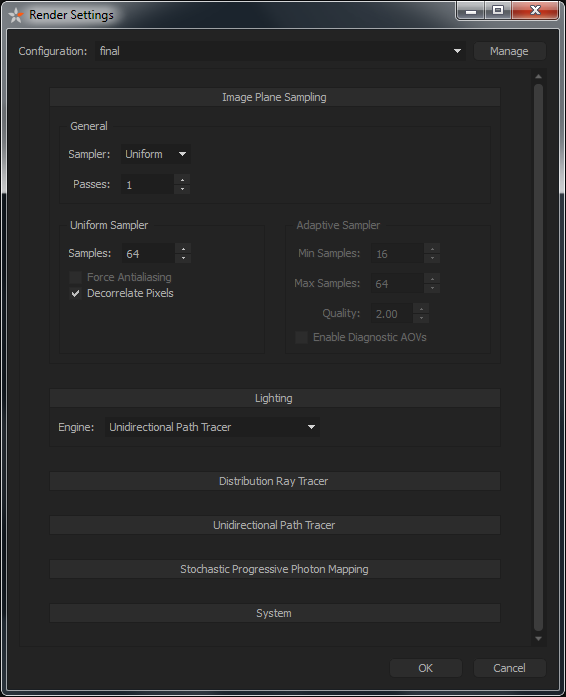 Render Settings
Configuration: final Manage
Image Plane Sampling
General
Sampler: Uniform
Passes: 1
Uniform Sampler
Samples: 64
Force Antialiasing
Decorrelate Pixels
Adaptive Sampler
Min Samples: 16
Max Samples: 64
Quality: 2.00
Enable Diagnostic AOVs
Lighting
Engine: Unidirectional Path Tracer
Distribution Ray Tracer
Unidirectional Path Tracer
Stochastic Progressive Photon Mapping
System
OK Cancel